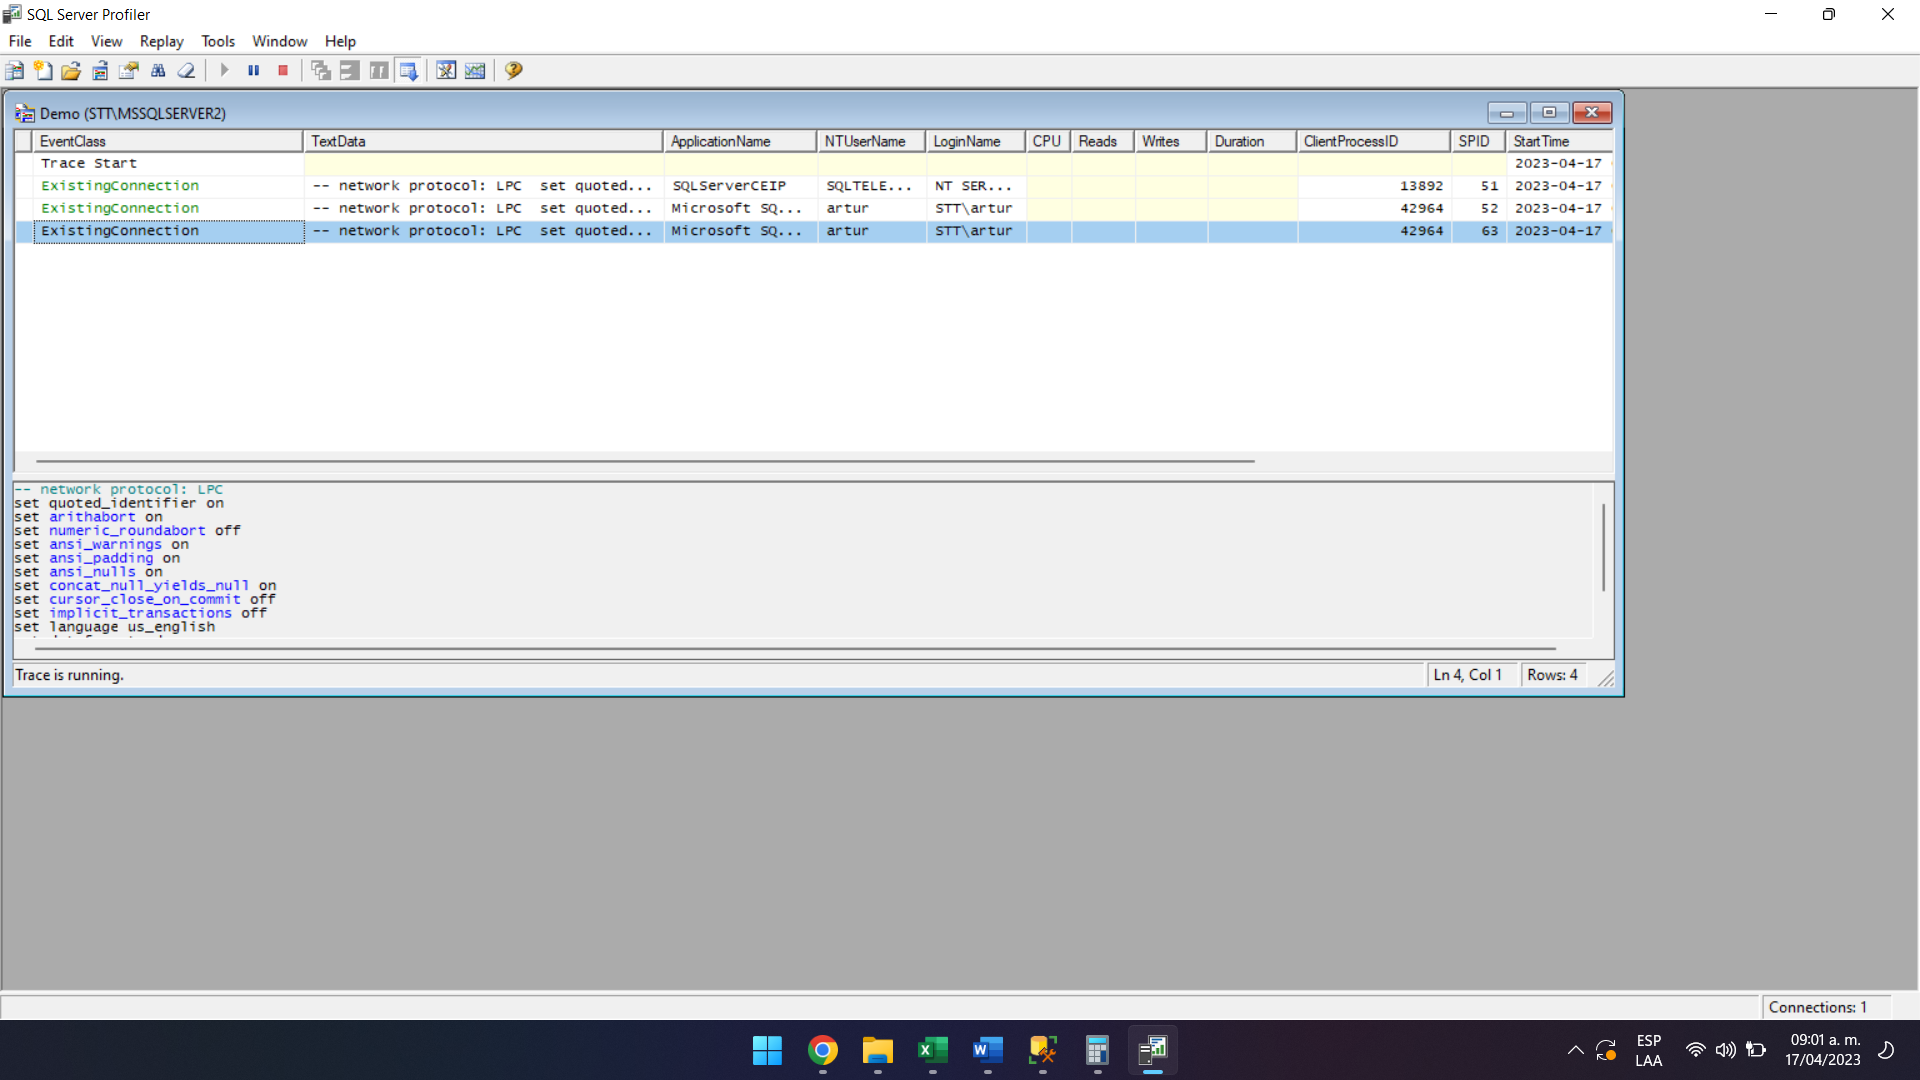 SQL Server Profiler
File Edit View Replay Tools Window Help
Demo (STT\MSSQLSERVER2)
EventClass TextData ApplicationName NTUserName LoginName CPU Reads Writes Duration ClientProcessID SPID StartTime
Trace Start 2023-04-17
ExistingConnection -- network protocol: LPC set quoted... SQLServerCEIP SQLTELE... NT SER... 13892 51 2023-04-17
ExistingConnection -- network protocol: LPC set quoted... Microsoft SQ... artur STT\artur 42964 52 2023-04-17
ExistingConnection -- network protocol: LPC set quoted... Microsoft SQ... artur STT\artur 42964 63 2023-04-17
-- network protocol: LPC
set quoted_identifier on
set arithabort on
set numeric_roundabort off
set ansi_warnings on
set ansi_padding on
set ansi_nulls on
set concat_null_yields_null on
set cursor_close_on_commit off
set implicit_transactions off
set language us_english
Trace is running.
Ln 4, Col 1
Rows: 4
Connections: 1
ESP
LAA
09:01 a. m.
17/04/2023